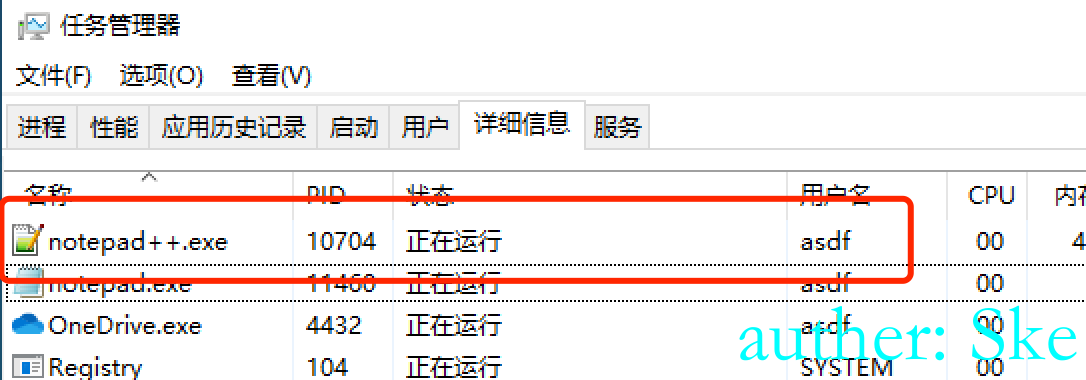 任务管理器
文件(F) 选项(O) 查看(V)
进程 性能 应用历史记录 启动 用户 详细信息 服务
名称 PID 状态 用户名 CPU
notepad++.exe 10704 正在运行 asdf 00 4
notepad.exe 11460 正在运行 asdf 00
OneDrive.exe 4432 正在运行 asdf 00
auther: Ske
Registry 104 正在运行 SYSTEM 00